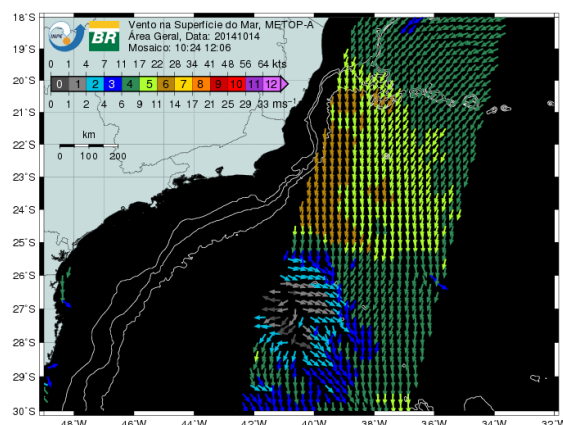 18°S
INPE
BR
Vento na Superfície do Mar, METOP-A
Área Geral, Data: 20141014
Mosaico: 10:24 12:06
19°S
0 1 4 7 11 17 22 28 34 41 48 56 64 kts
20°S
0 1 2 3 4 5 6 7 8 9 10 11 12
21°S
0 1 2 4 6 9 11 14 17 21 25 29 33 ms⁻¹
km
22°S
0 100 200
23°S
24°S
25°S
26°S
27°S
28°S
29°S
30°S
48°W 46°W 44°W 42°W 40°W 38°W 36°W 34°W 32°W